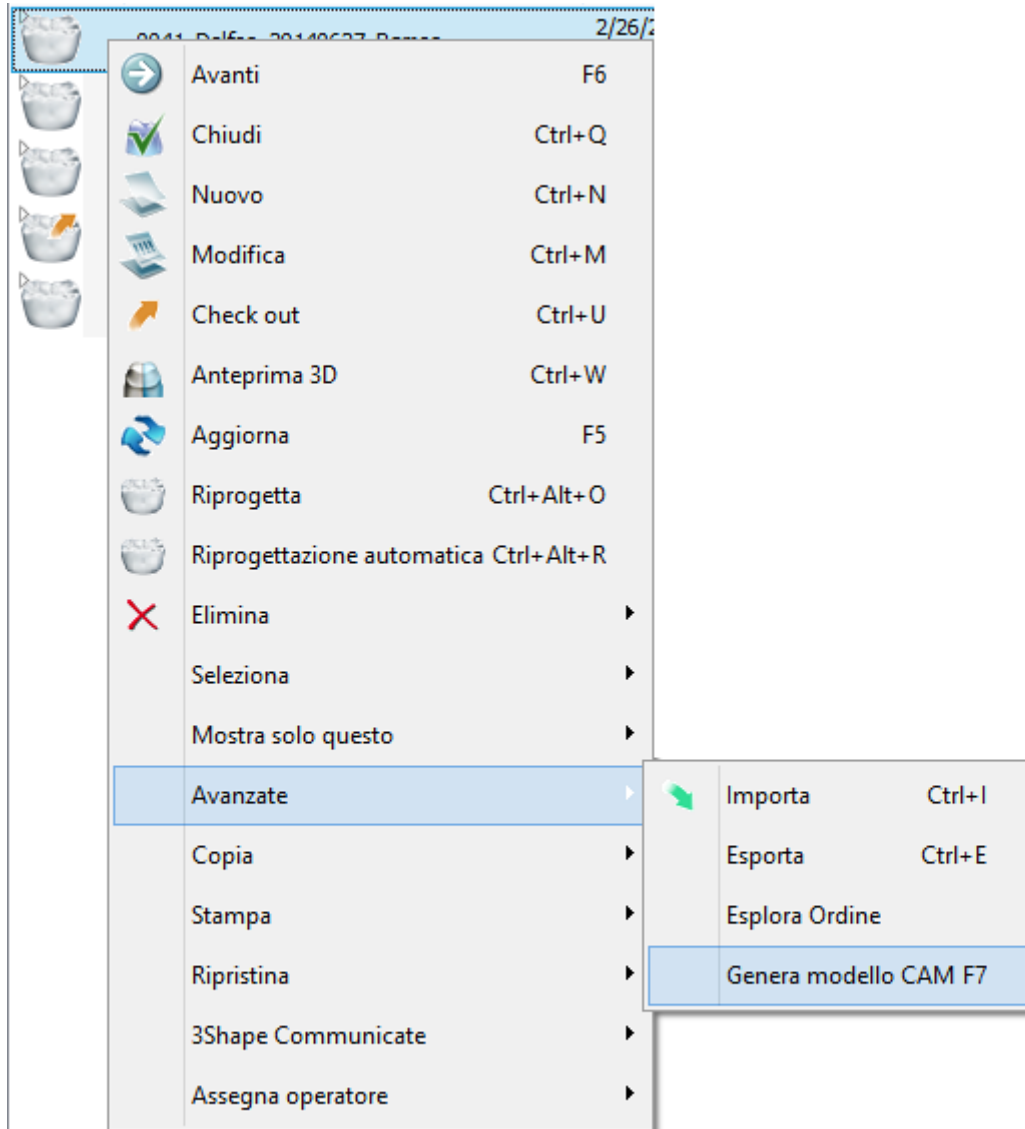 2/26/2
Avanti F6
Chiudi Ctrl+Q
Nuovo Ctrl+N
Modifica Ctrl+M
Check out Ctrl+U
Anteprima 3D Ctrl+W
Aggiorna F5
Riprogetta Ctrl+Alt+O
Riprogettazione automatica Ctrl+Alt+R
Elimina
Seleziona
Mostra solo questo
Avanzate
Importa Ctrl+I
Copia
Esporta Ctrl+E
Stampa
Esplora Ordine
Ripristina
Genera modello CAM F7
3Shape Communicate
Assegna operatore